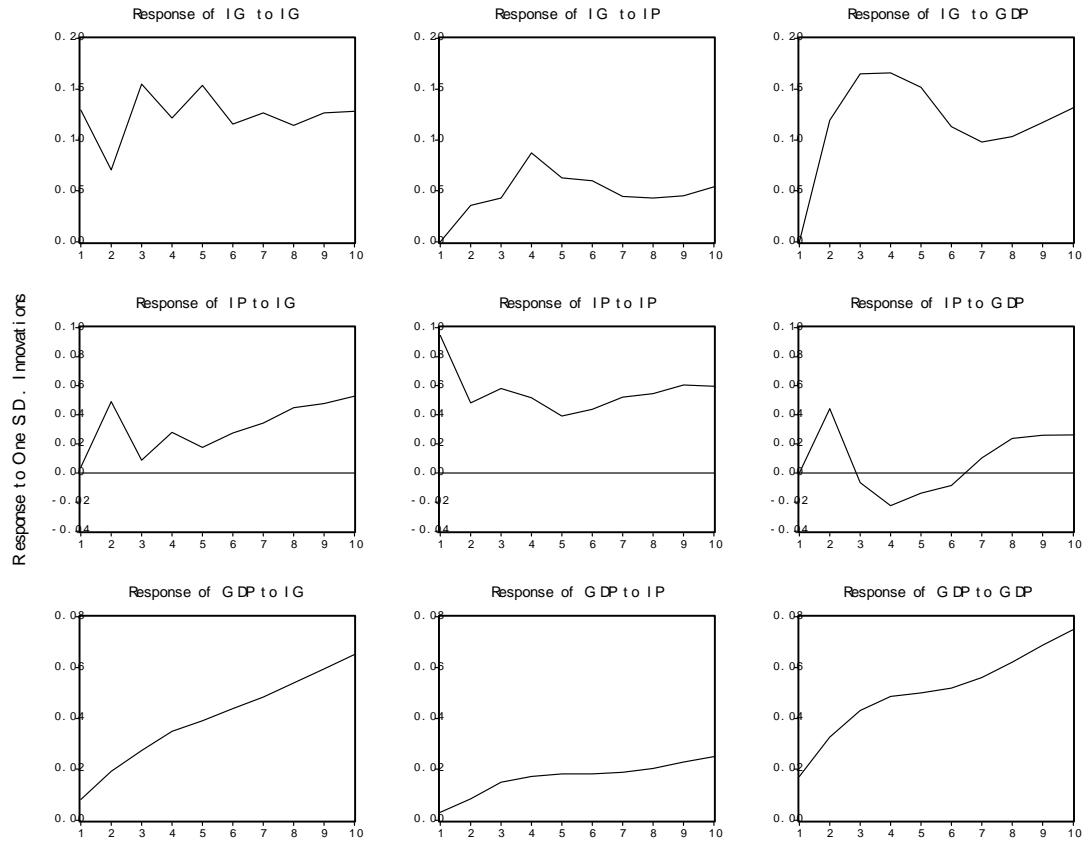 Response of IG to IG
0.20
0.15
0.10
0.05
0.00
1 2 3 4 5 6 7 8 9 10
Response of IG to IP
0.20
0.15
0.10
0.05
0.00
1 2 3 4 5 6 7 8 9 10
Response of IG to GDP
0.20
0.15
0.10
0.05
0.00
1 2 3 4 5 6 7 8 9 10
Response to One S.D. Innovations
Response of IP to IG
0.10
0.08
0.06
0.04
0.02
0.00
-0.02
-0.04
1 2 3 4 5 6 7 8 9 10
Response of IP to IP
0.10
0.08
0.06
0.04
0.02
0.00
-0.02
-0.04
1 2 3 4 5 6 7 8 9 10
Response of IP to GDP
0.10
0.08
0.06
0.04
0.02
0.00
-0.02
-0.04
1 2 3 4 5 6 7 8 9 10
Response of GDP to IG
0.08
0.06
0.04
0.02
0.00
1 2 3 4 5 6 7 8 9 10
Response of GDP to IP
0.08
0.06
0.04
0.02
0.00
1 2 3 4 5 6 7 8 9 10
Response of GDP to GDP
0.08
0.06
0.04
0.02
0.00
1 2 3 4 5 6 7 8 9 10